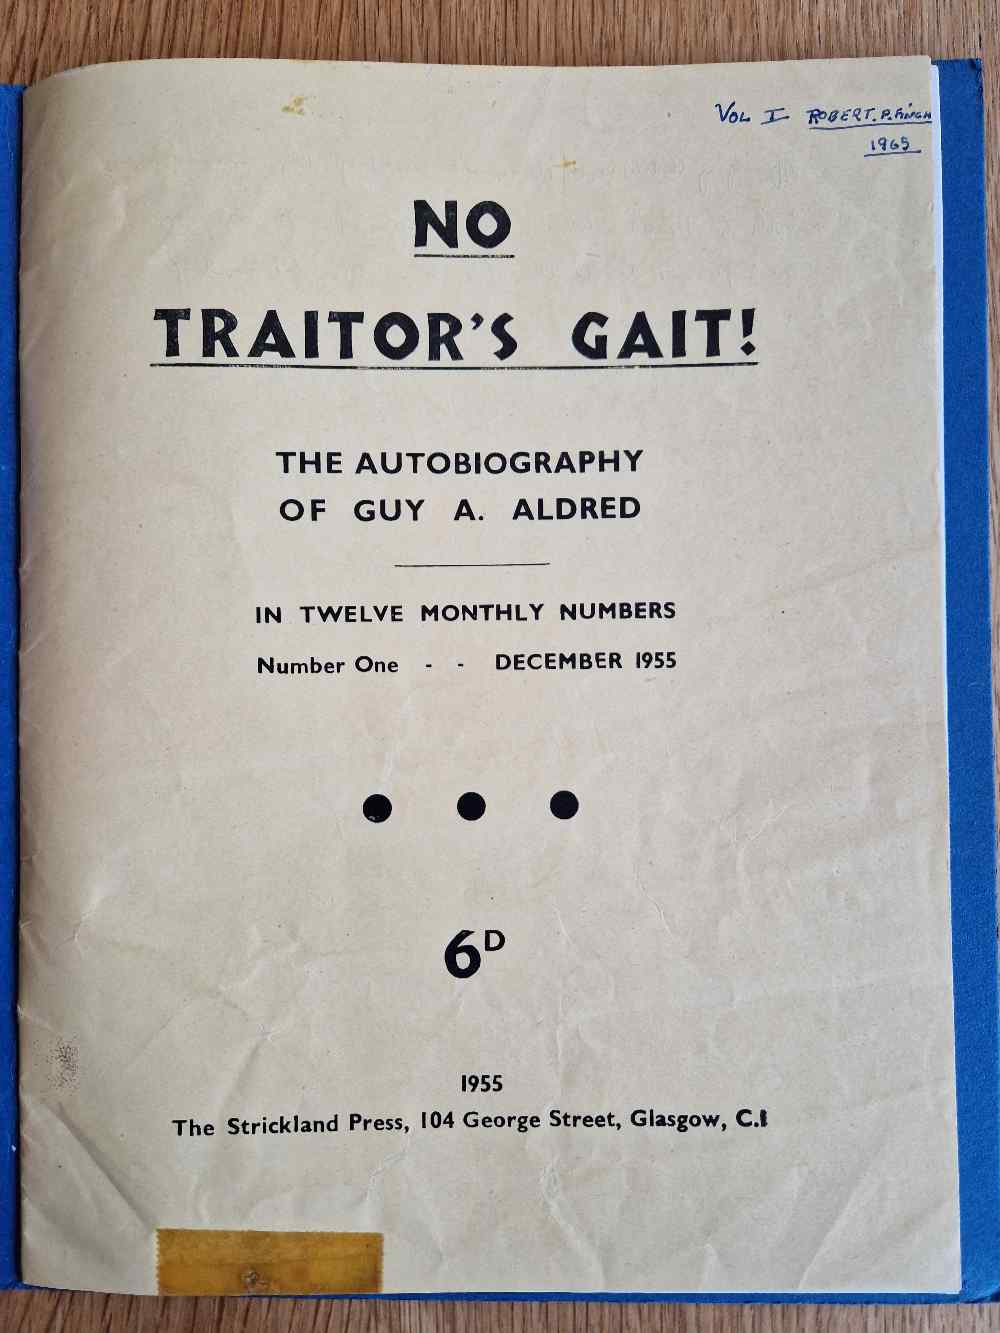 VOL I ROBERT. P. FINCH
1965
NO
TRAITOR'S GAIT!
THE AUTOBIOGRAPHY
OF GUY A. ALDRED
IN TWELVE MONTHLY NUMBERS
Number One - - DECEMBER 1955
6D
1955
The Strickland Press, 104 George Street, Glasgow, C.1